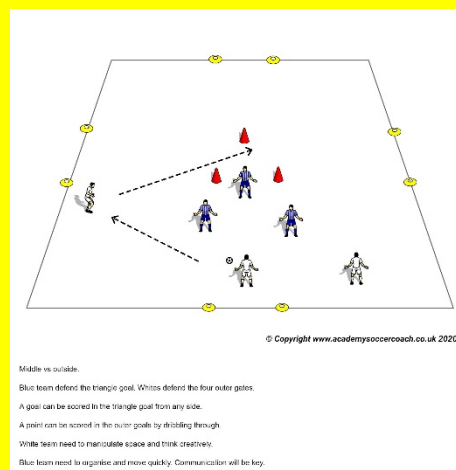 © Copyright www.academysoccercoach.co.uk 2020
Middle vs outside.
Blue team defend the triangle goal. Whites defend the four outer gates.
A goal can be scored in the triangle goal from any side.
A point can be scored in the outer goals by dribbling through
White team need to manipulate space and think creatively.
Blue team need to organise and move quickly. Communication will be key.